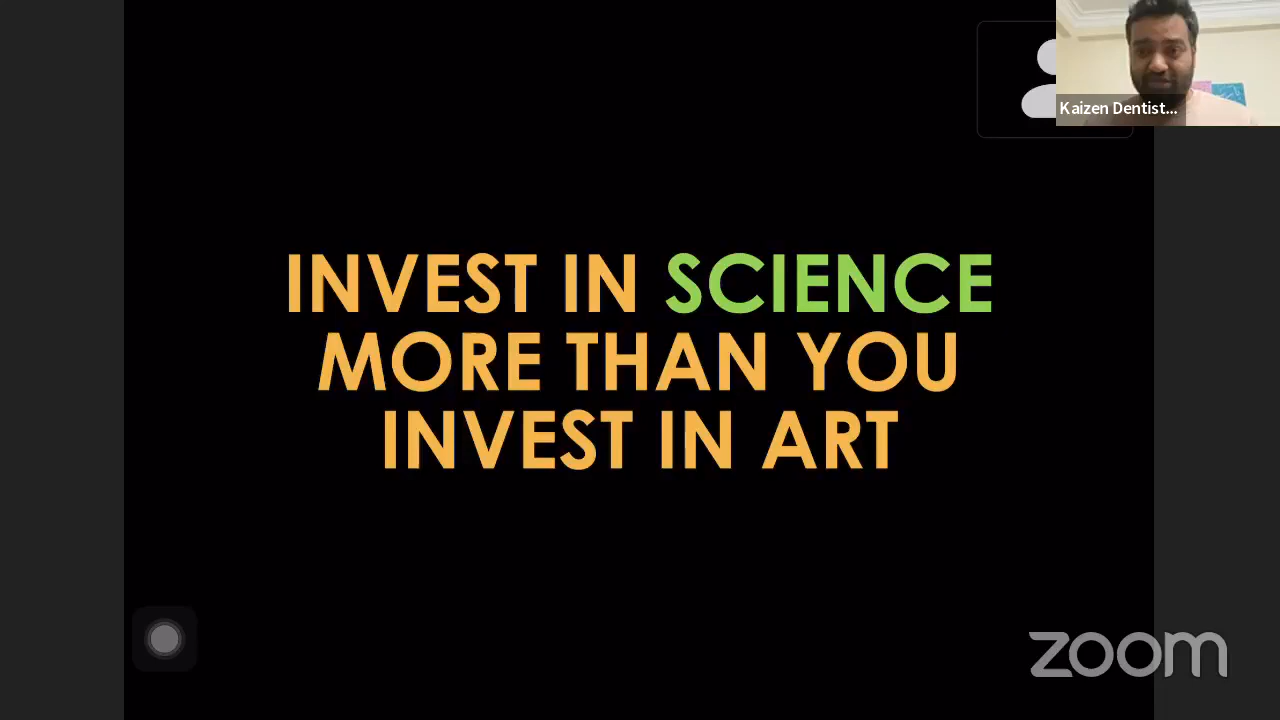 Kaizen Dentist...
INVEST IN SCIENCE
MORE THAN YOU
INVEST IN ART
zoom